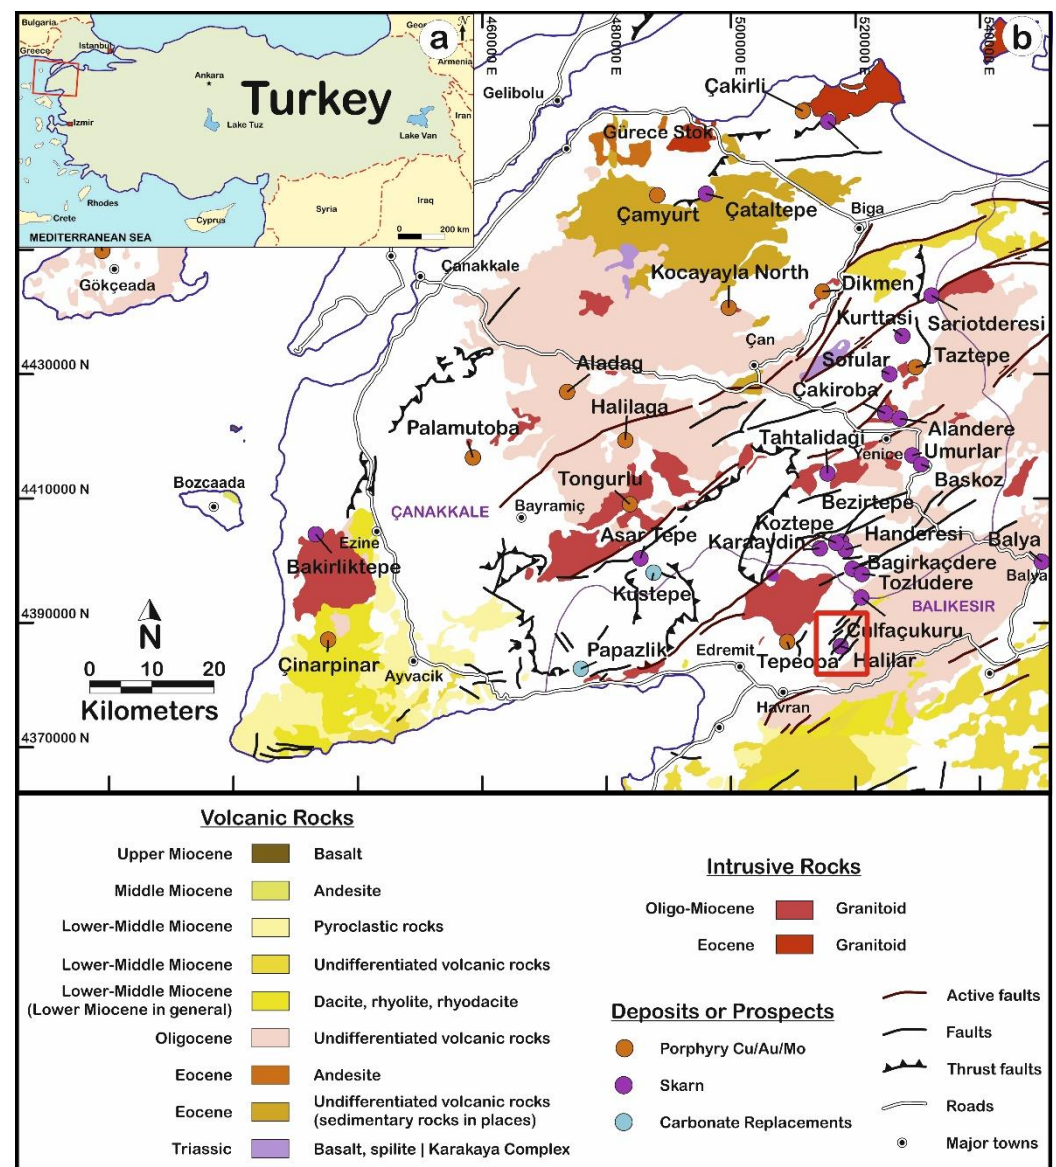 Bulgaria
Greece
Istanbul
Ankara
Turkey
Izmir
Lake Tuz
Lake Van
Armenia
Iran
Iraq
Syria
Rhodes
Crete
Cyprus
MEDITERRANEAN SEA
0 200 km
N
a
b
460000 E
480000 E
500000 E
520000 E
4430000 N
4410000 N
4390000 N
4370000 N
Gelibolu
Çakirli
Gürece Stok
Çamyurt
Çataltepe
Biga
Gökçeada
Çanakkale
Kocayayla North
Dikmen
Kurttasi
Sariotderesi
Çan
Sofular
Taztepe
Aladag
Çakiroba
Halilaga
Alandere
Palamutoba
Tahtalidaği
Yenice
Umurlar
Baskoz
Tongurlu
Bezirtepe
Bozcaada
ÇANAKKALE
Bayramiç
Koztepe
Handeresi
Asar Tepe
Karaaydin
Balya
Ezine
Bakirliktepe
Bagirkaçdere
Balya
Kustepe
Tozludere
BALIKESIR
Culfaçukuru
Papazlik
Edremit
Tepeoba
Halilar
Çinarpinar
Ayvacik
Havran
N
0 10 20
Kilometers
Volcanic Rocks
Upper Miocene Basalt
Middle Miocene Andesite
Lower-Middle Miocene Pyroclastic rocks
Lower-Middle Miocene Undifferentiated volcanic rocks
Lower-Middle Miocene
(Lower Miocene in general) Dacite, rhyolite, rhyodacite
Oligocene Undifferentiated volcanic rocks
Eocene Andesite
Eocene Undifferentiated volcanic rocks
(sedimentary rocks in places)
Triassic Basalt, spilite | Karakaya Complex
Intrusive Rocks
Oligo-Miocene Granitoid
Eocene Granitoid
Deposits or Prospects
Porphyry Cu/Au/Mo
Skarn
Carbonate Replacements
Active faults
Faults
Thrust faults
Roads
Major towns